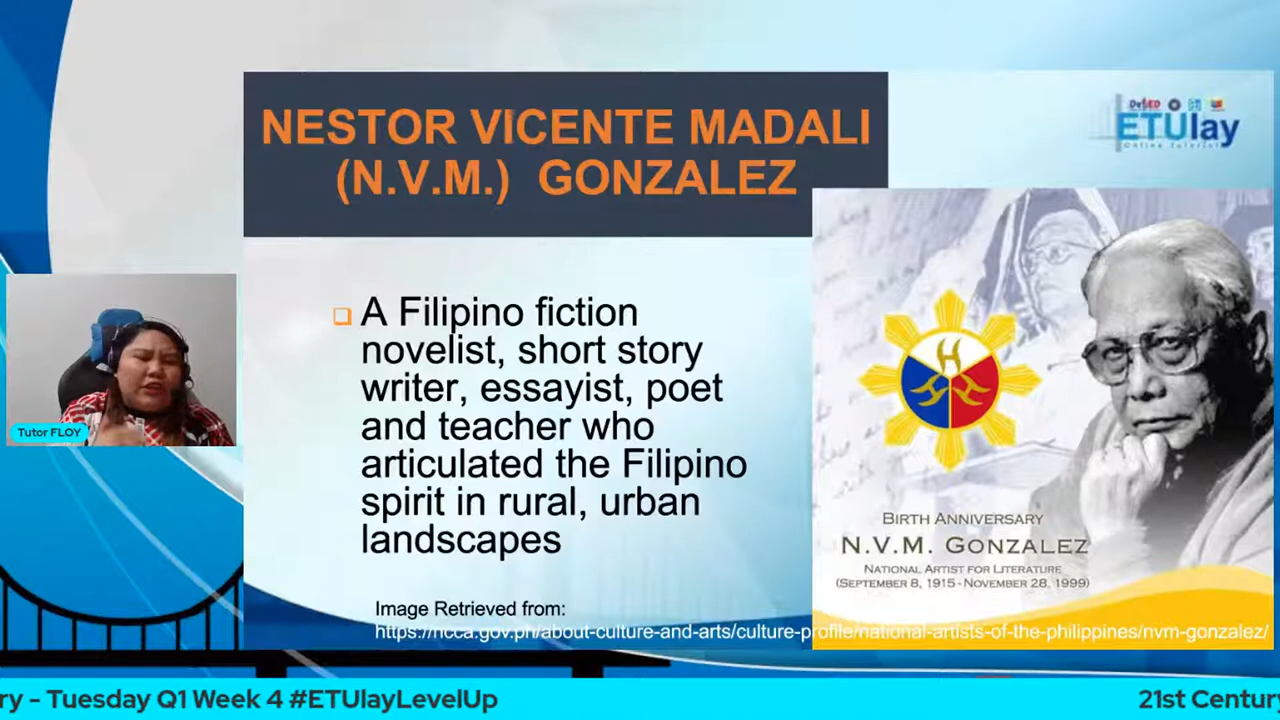 NESTOR VICENTE MADALI
(N.V.M.) GONZALEZ
DepED
ETUlay
Online Tutorial
A Filipino fiction
novelist, short story
writer, essayist, poet
and teacher who
articulated the Filipino
spirit in rural, urban
landscapes
Tutor FLOY
BIRTH ANNIVERSARY
N.V.M. GONZALEZ
NATIONAL ARTIST FOR LITERATURE
(SEPTEMBER 8, 1915 - NOVEMBER 28, 1999)
Image Retrieved from:
https://ncca.gov.ph/about-culture-and-arts/culture-profile/national-artists-of-the-philippines/nvm-gonzalez/
ry - Tuesday Q1 Week 4 #ETUlayLevelUp
21st Century